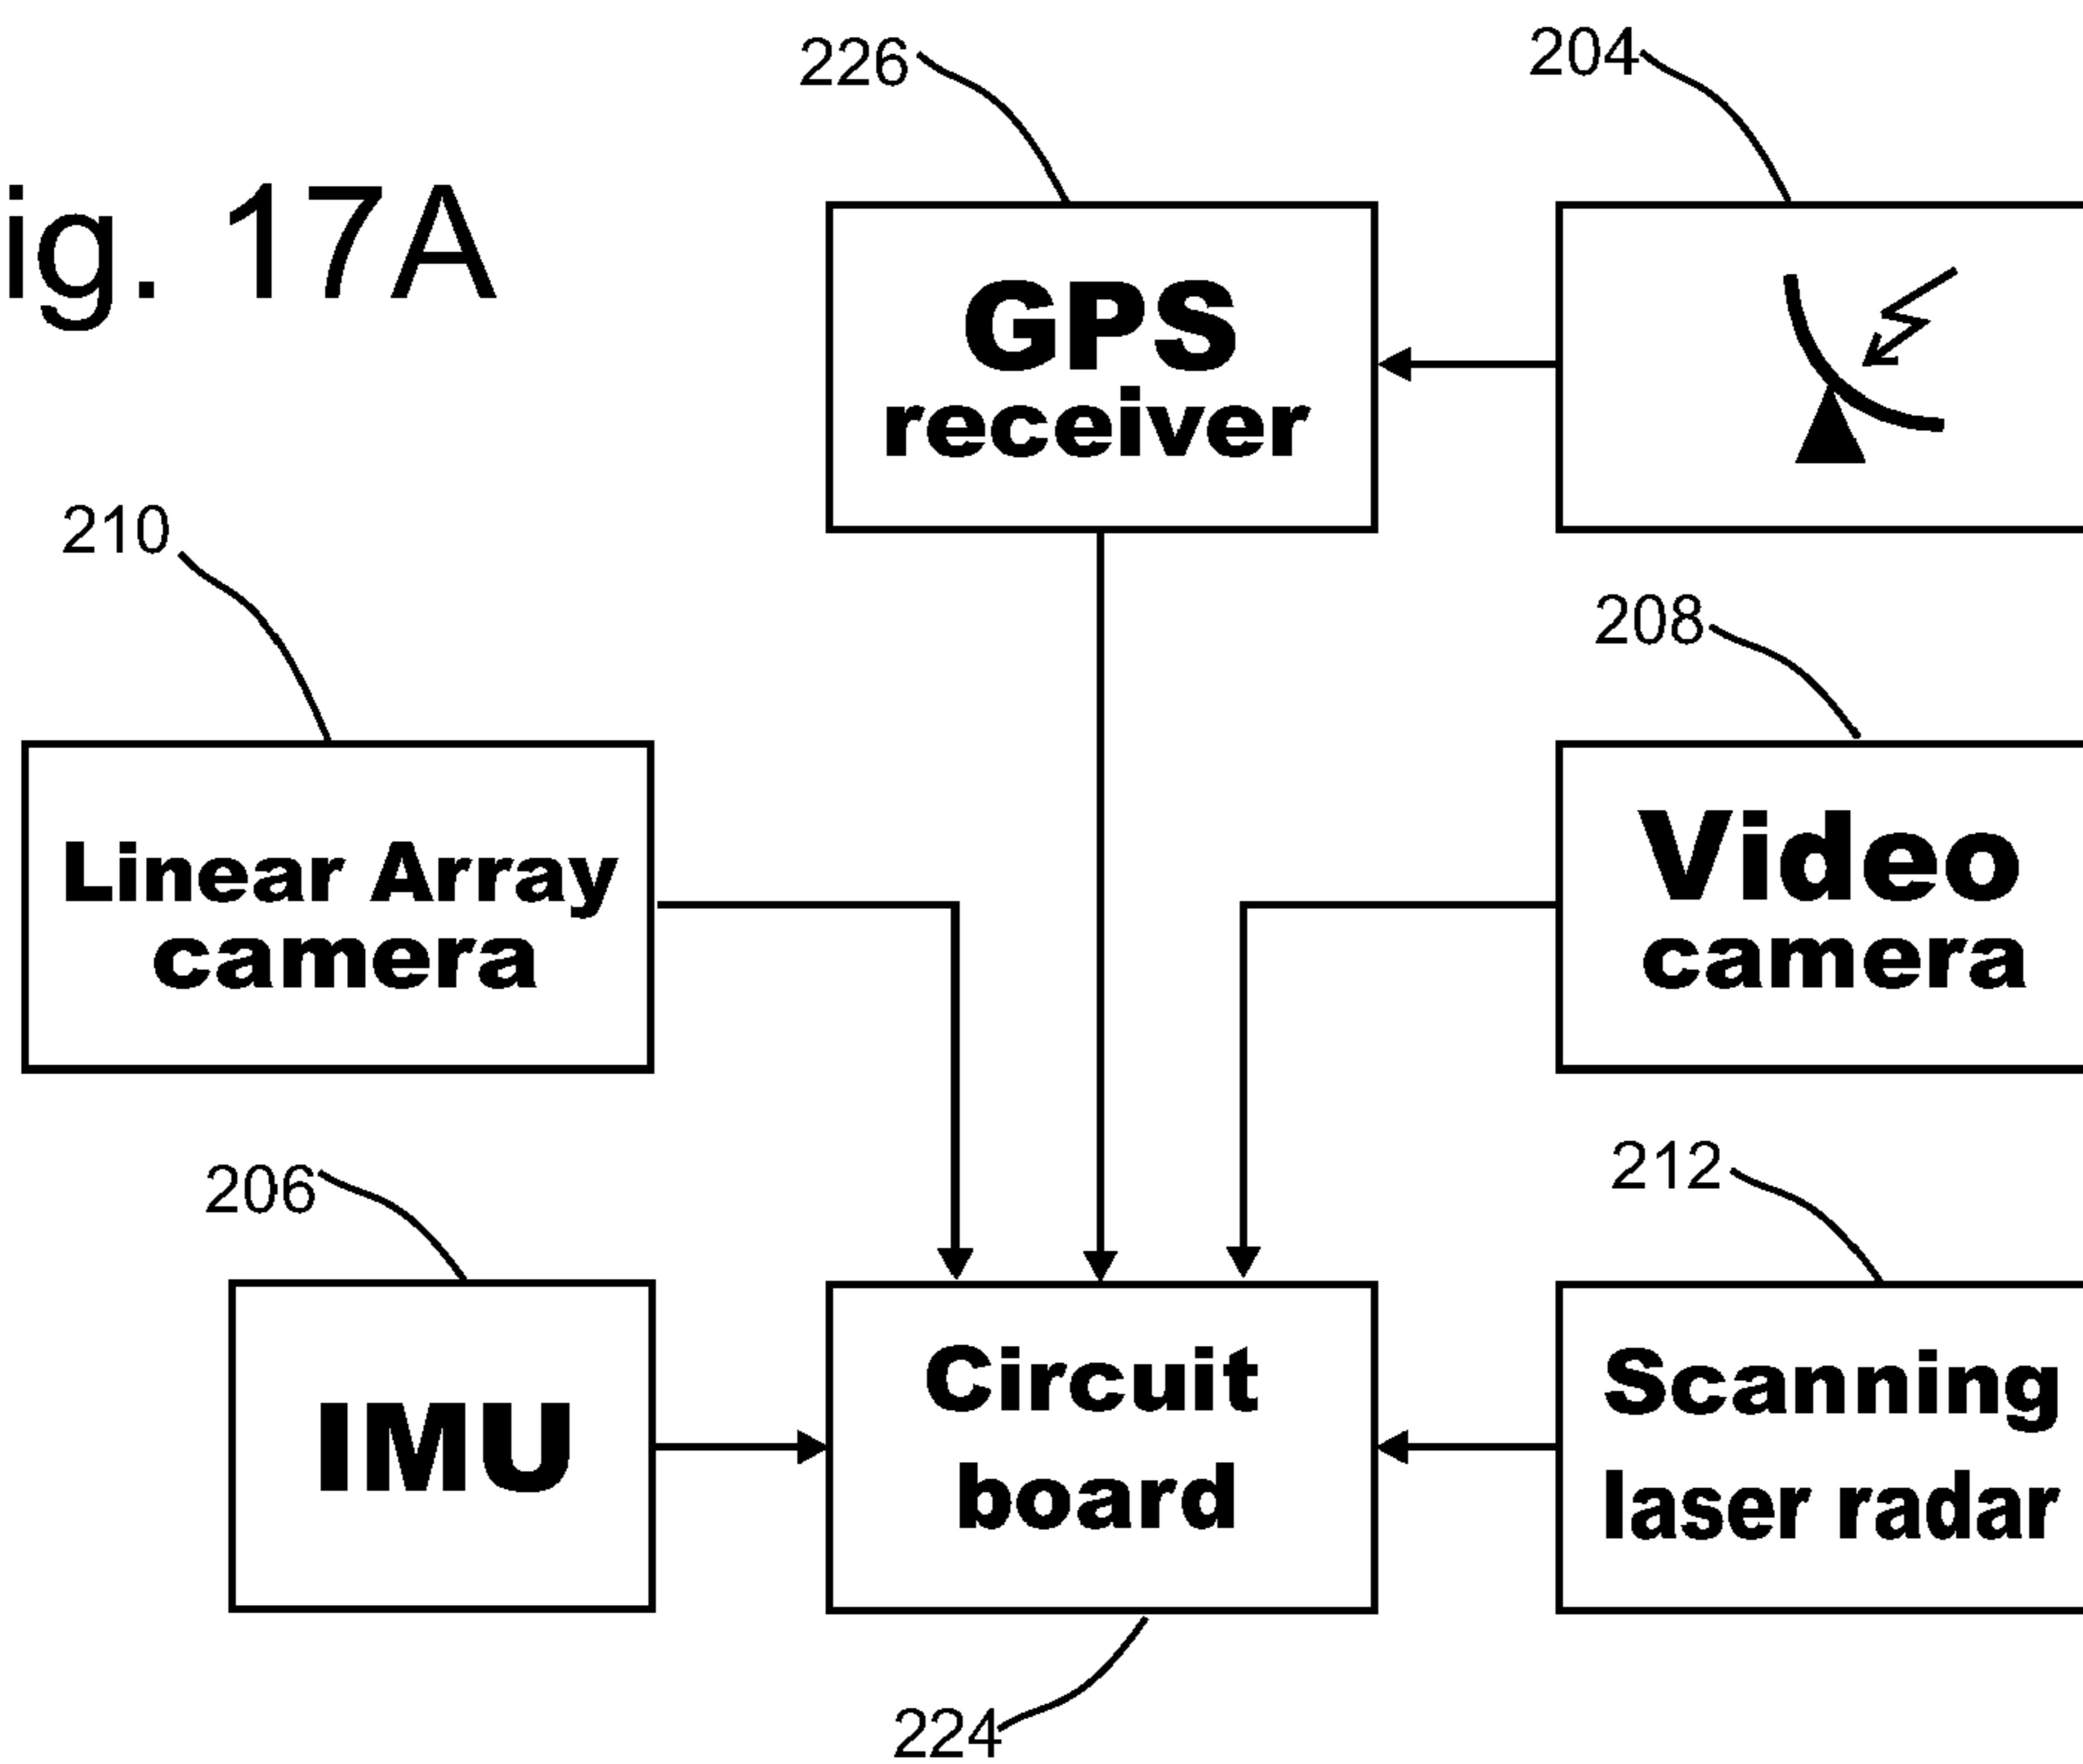 226
204
ig. 17A
GPS
receiver
210
208
Linear Array
camera
Video
camera
206
212
IMU
Circuit
board
Scanning
laser radar
224